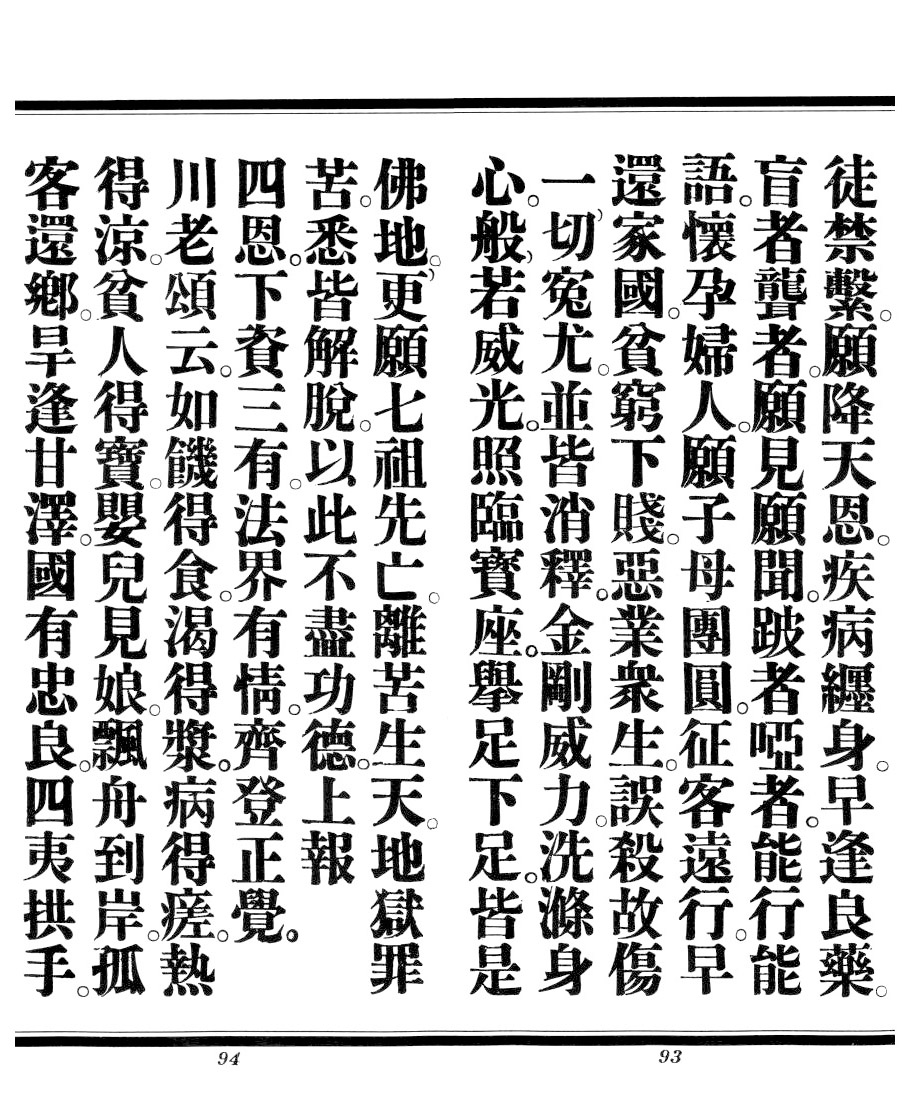 徒禁繫。願降天恩。疾病纏身。早逢良藥。
盲者聾者。願見願聞。跛者啞者。能行能
語。懷孕婦人。願子母團圓。征客遠行。早
還家國。貧窮下賤。惡業衆生。誤殺故傷
一切寃尤。並皆消釋。金剛威力。洗滌身
心。般若威光。照臨寶座。舉足下足。皆是
佛地。更願七祖先亡。離苦生天。地獄罪
苦。悉皆解脫。以此不盡功德。上報
四恩。下資三有。法界有情。齊登正覺。
川老頌云。如饑得食。渴得漿。病得瘥。熱
得涼。貧人得寶。嬰兒見娘。飄舟到岸。孤
客還鄉。旱逢甘澤。國有忠良。四夷拱手。
93
94